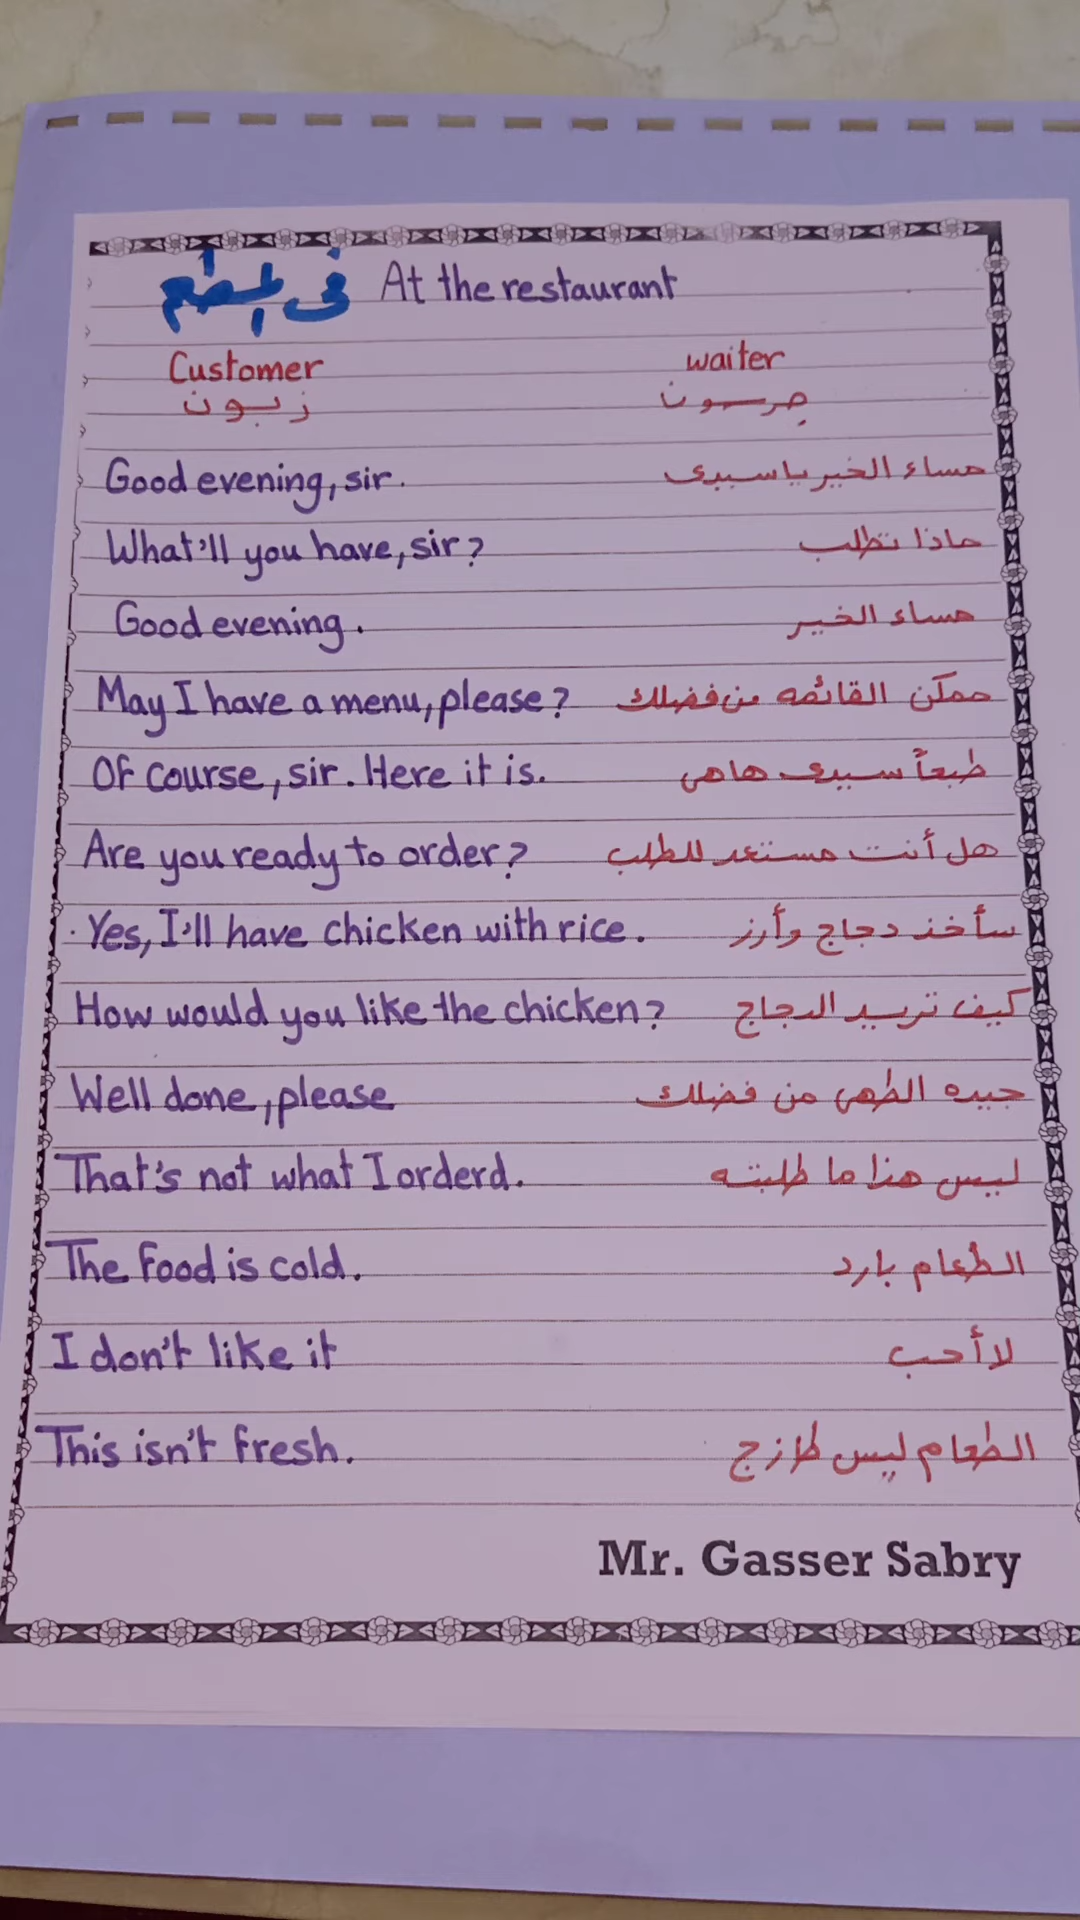 At the restaurant في المطعم
Customer waiter
زبون جرسون
Good evening, sir. مساء الخير يا سيدى
What'll you have, sir? ماذا تطلب
Good evening. مساء الخير
May I have a menu, please? ممكن القائمه من فضلك
Of course, sir. Here it is. طبعاً سيدى هاهى
Are you ready to order? هل أنت مستعد للطلب
Yes, I'll have chicken with rice. سأخذ دجاج وأرز
How would you like the chicken? كيف تريد الدجاج
Well done, please جيده الطهى من فضلك
That's not what I orderd. ليس هذا ما طلبته
The food is cold. الطعام بارد
I don't like it لا أحب
This isn't fresh. الطعام ليس طازج
Mr. Gasser Sabry